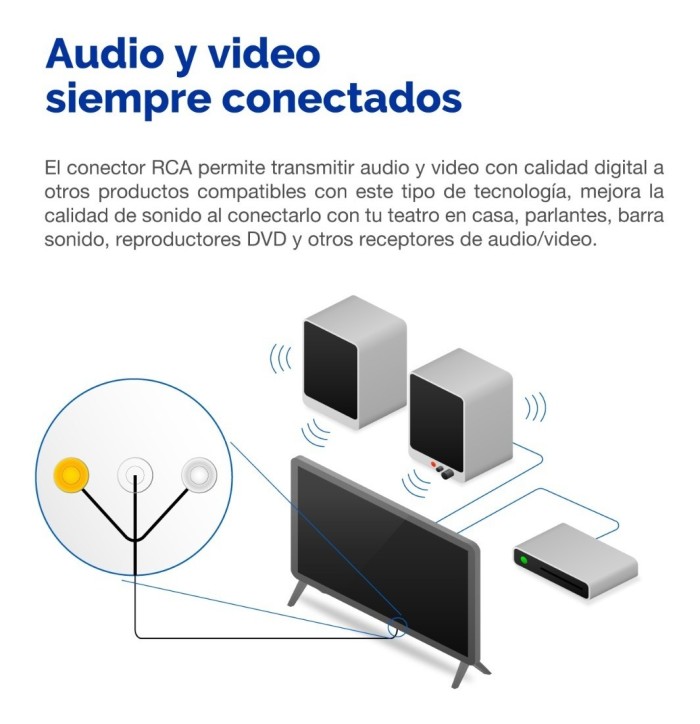 Audio y video
siempre conectados
El conector RCA permite transmitir audio y video con calidad digital a
otros productos compatibles con este tipo de tecnología, mejora la
calidad de sonido al conectarlo con tu teatro en casa, parlantes, barra
sonido, reproductores DVD y otros receptores de audio/video.